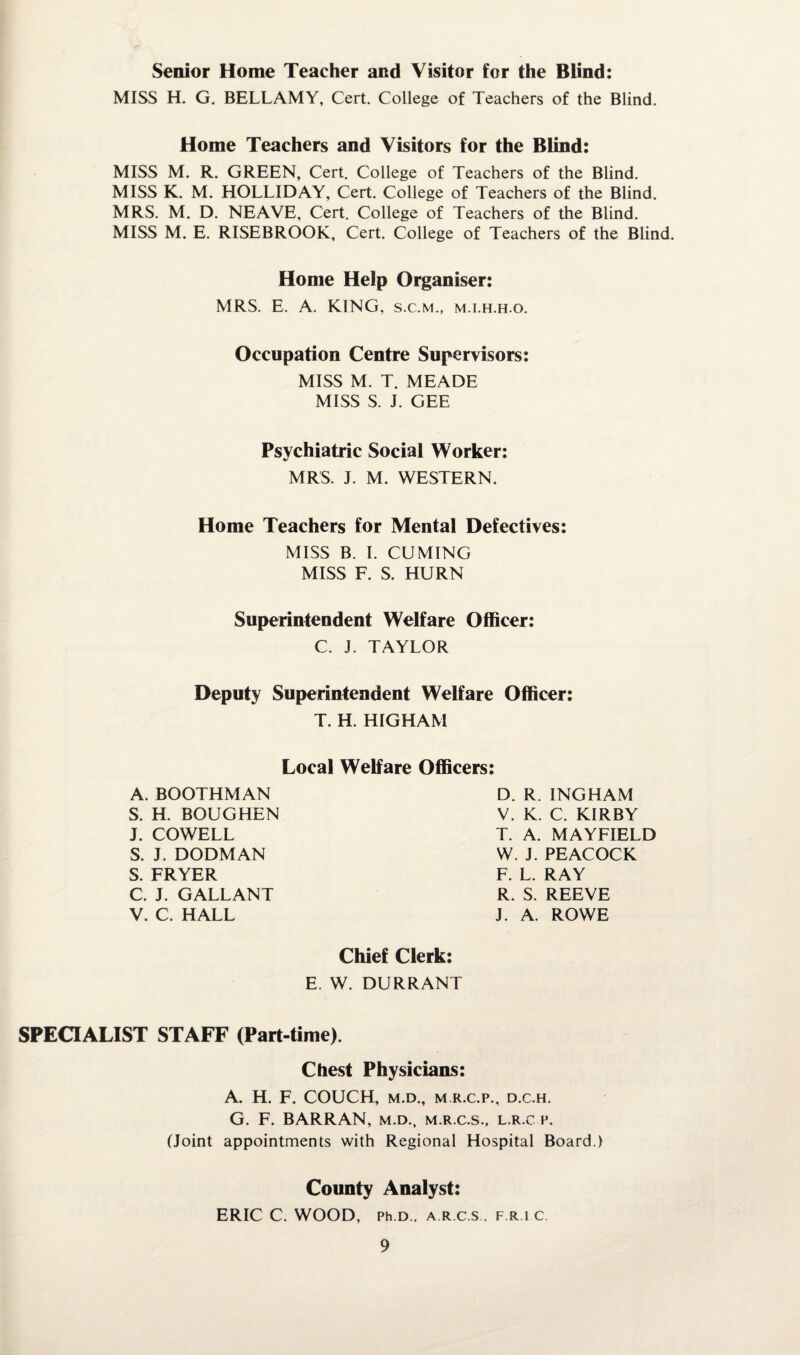 Senior Home Teacher and Visitor for the Blind:
MISS H. G. BELLAMY, Cert. College of Teachers of the Blind.
Home Teachers and Visitors for the Blind:
MISS M. R. GREEN, Cert. College of Teachers of the Blind.
MISS K. M. HOLLIDAY, Cert. College of Teachers of the Blind.
MRS. M. D. NEAVE, Cert. College of Teachers of the Blind.
MISS M. E. RISEBROOK, Cert. College of Teachers of the Blind.
Home Help Organiser:
MRS. E. A. KING, S.C.M., M.I.H.H.O.
Occupation Centre Supervisors:
MISS M. T. MEADE
MISS S. J. GEE
Psychiatric Social Worker:
MRS. J. M. WESTERN.
Home Teachers for Mental Defectives:
MISS B. I. CUMING
MISS F. S. HURN
Superintendent Welfare Officer:
C. J. TAYLOR
Deputy Superintendent Welfare Officer:
T. H. HIGHAM
Local Welfare Officers:
A. BOOTHMAN
S. H. BOUGHEN
J. COWELL
S. J. DODMAN
S. FRYER
C. J. GALLANT
V. C. HALL
D. R. INGHAM
V. K. C. KIRBY
T. A. MAYFIELD
W. J. PEACOCK
F. L. RAY
R. S. REEVE
J. A. ROWE
Chief Clerk:
E. W. DURRANT
SPECIALIST STAFF (Part-time).
Chest Physicians:
A. H. F. COUCH, M.D., M.R.C.P., D.C.H.
G. F. BARRAN, M.D., M.R.C.S., L.R.C.P.
(Joint appointments with Regional Hospital Board.)
County Analyst:
ERIC C. WOOD, Ph.D., A.R.C.S., F.R.I.C.
9